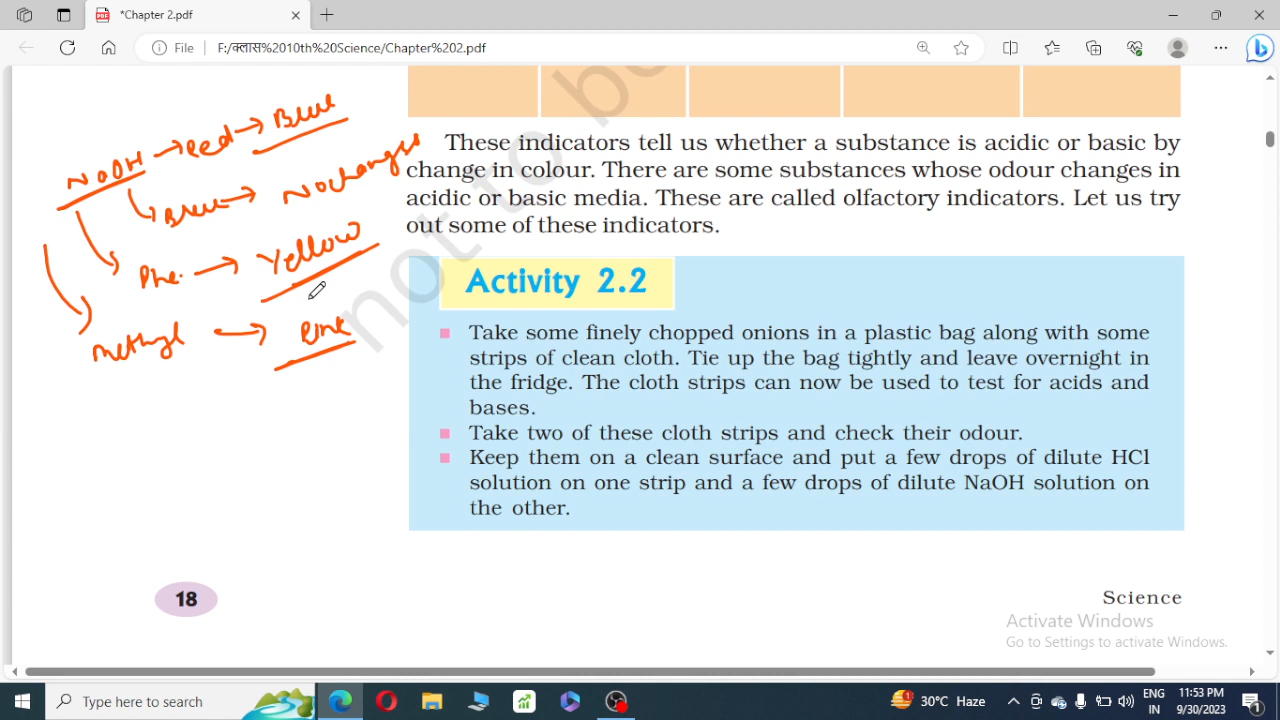 *Chapter 2.pdf
File F:/क्लास%2010th%20Science/Chapter%202.pdf
NaOH → Red → Blue
Blue → No changes
Phe. → Yellow
Methyl → Pink
These indicators tell us whether a substance is acidic or basic by
change in colour. There are some substances whose odour changes in
acidic or basic media. These are called olfactory indicators. Let us try
out some of these indicators.
not to be
Activity 2.2
Take some finely chopped onions in a plastic bag along with some
strips of clean cloth. Tie up the bag tightly and leave overnight in
the fridge. The cloth strips can now be used to test for acids and
bases.
Take two of these cloth strips and check their odour.
Keep them on a clean surface and put a few drops of dilute HCl
solution on one strip and a few drops of dilute NaOH solution on
the other.
18
Science
Activate Windows
Go to Settings to activate Windows.
Type here to search
30°C Haze
ENG
IN
11:53 PM
9/30/2023